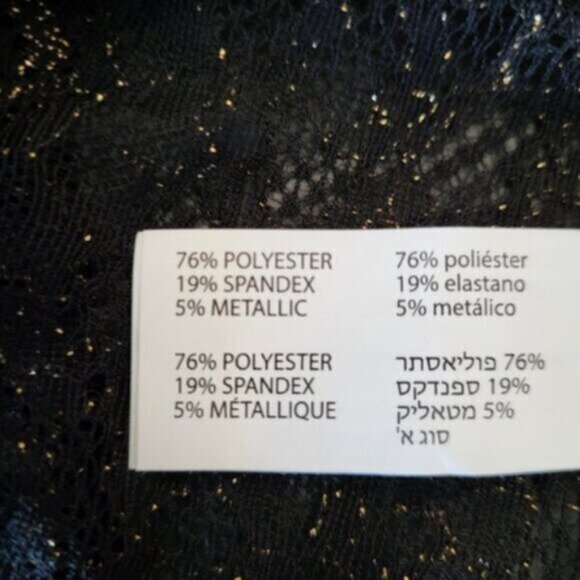 76% POLYESTER
19% SPANDEX
5% METALLIC
76% poliéster
19% elastano
5% metálico
76% POLYESTER
19% SPANDEX
5% MÉTALLIQUE
76% פוליאסתר
19% ספנדקס
5% מטאליק
סוג א'